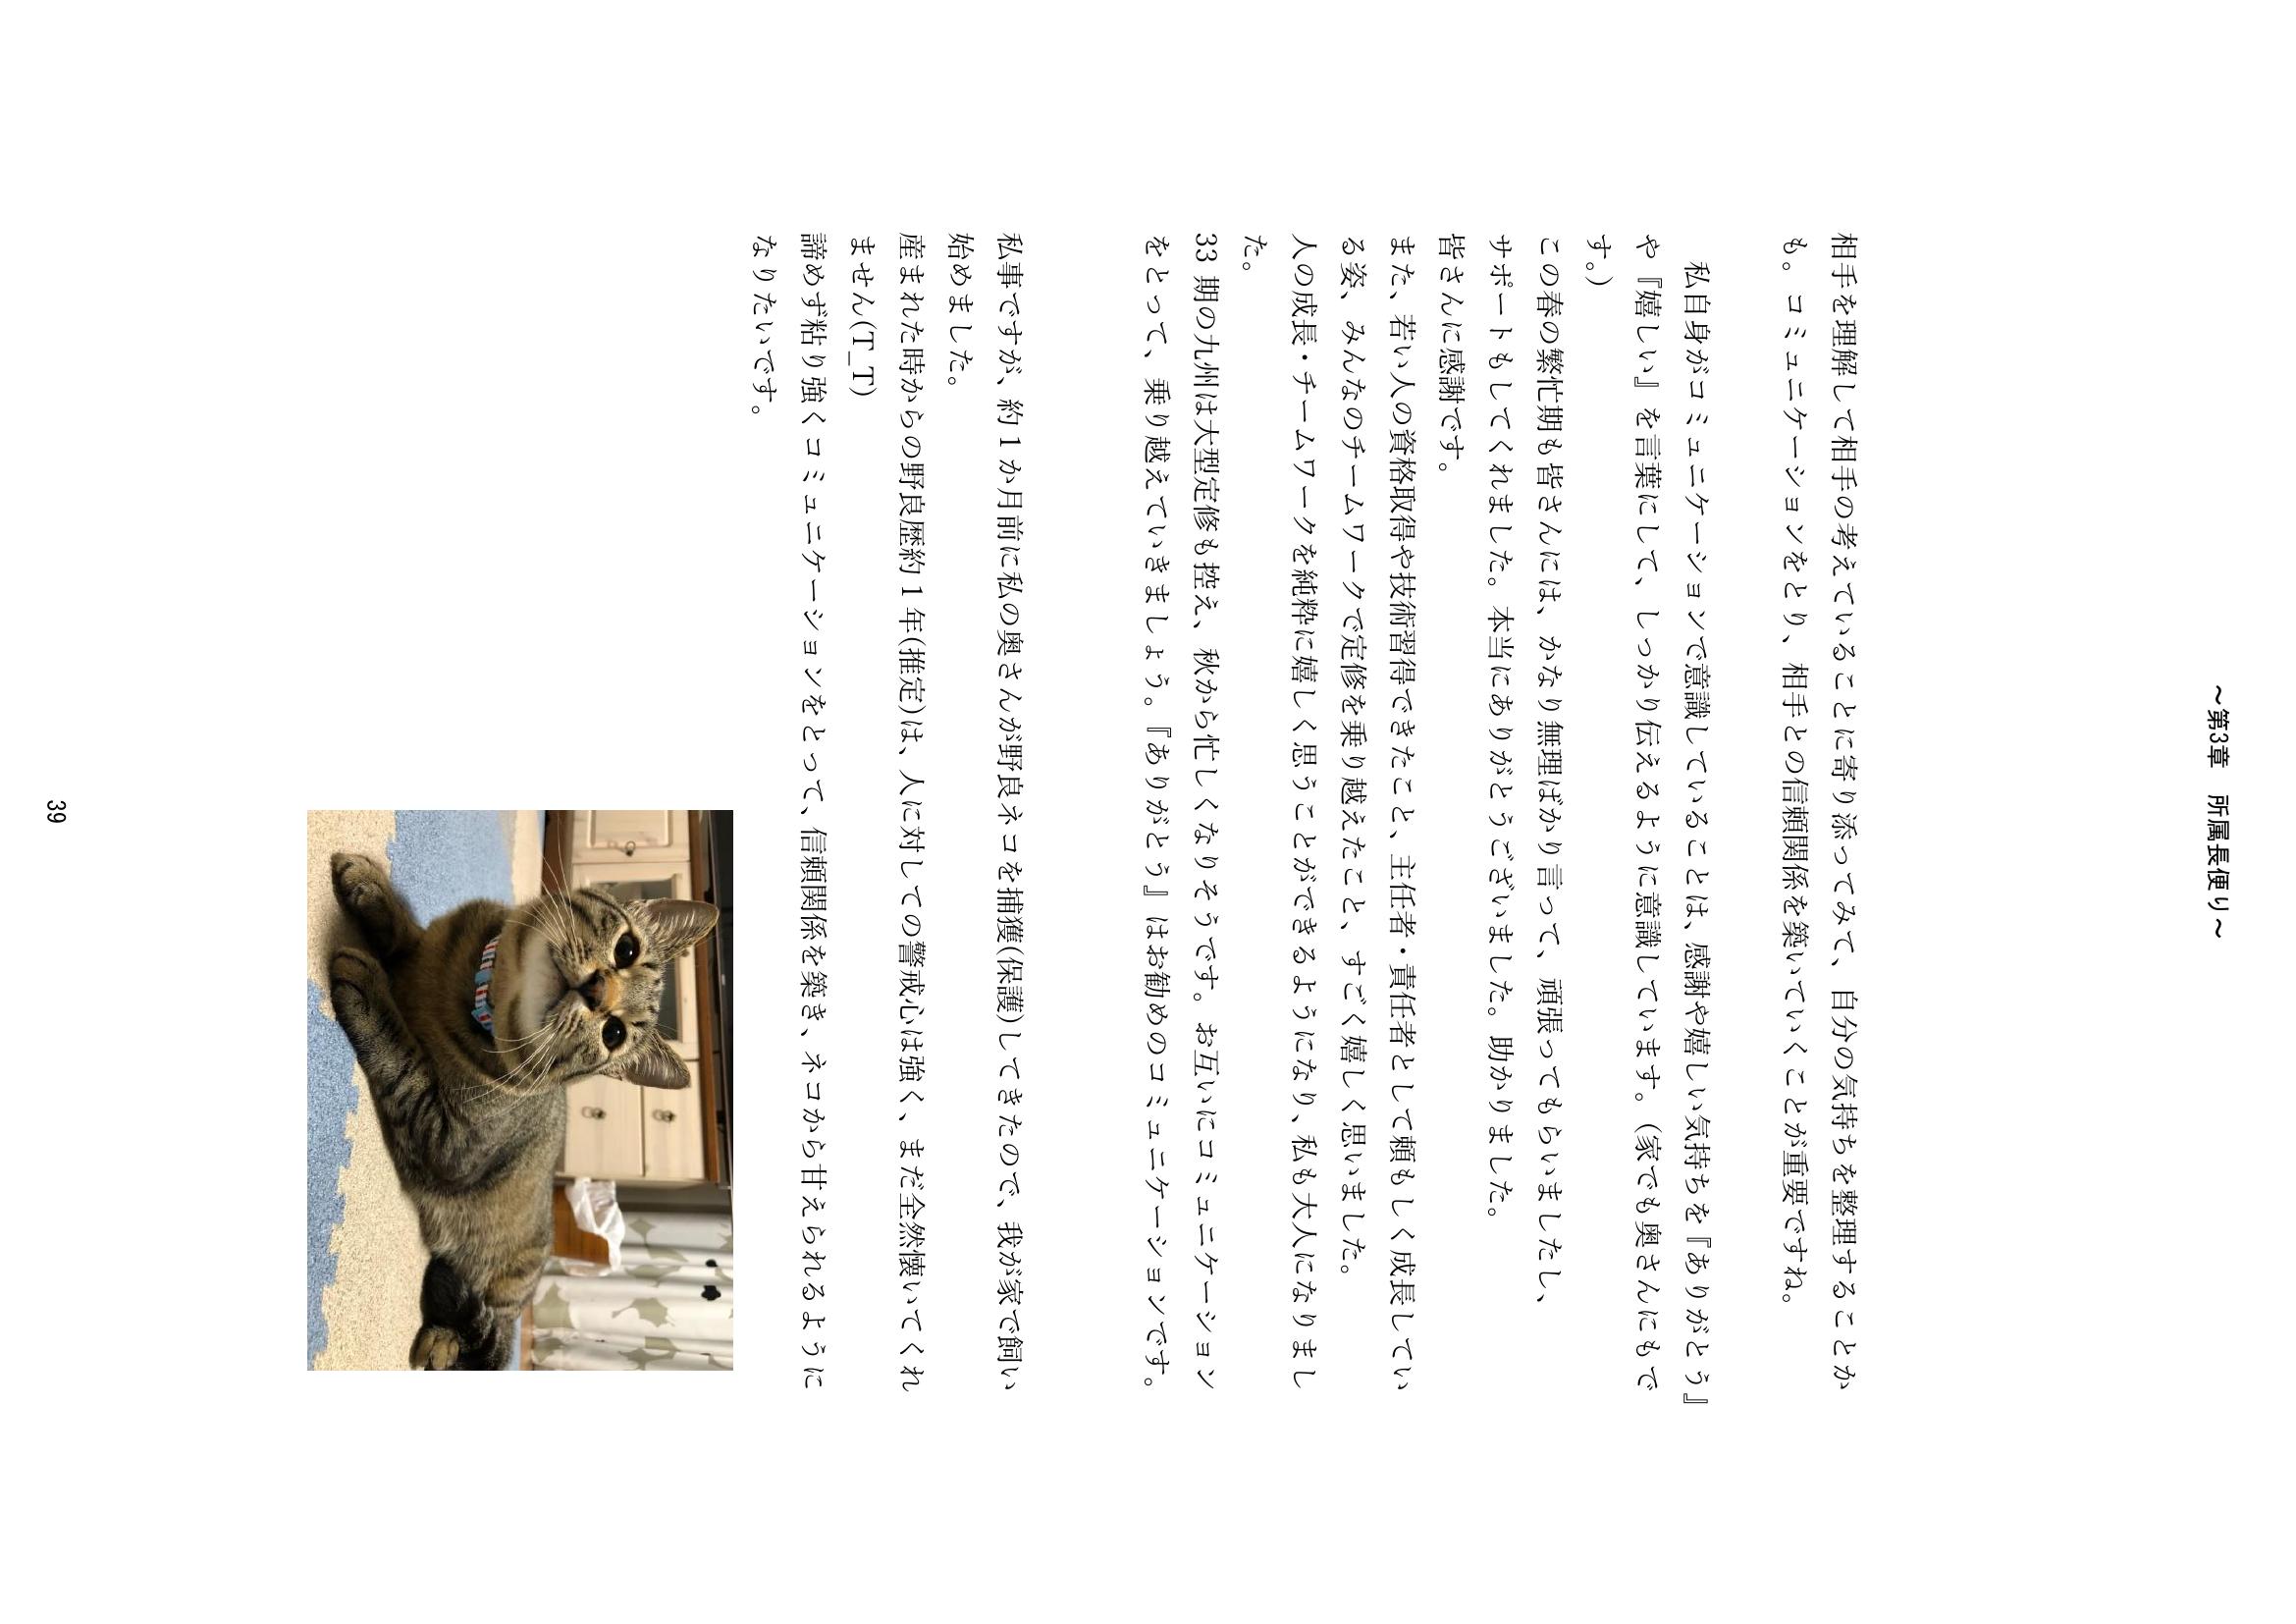 ～第3章　所属長便り～
相手を理解して相手の考えていることに寄り添ってみて、自分の気持ちを整理することか
も。コミュニケーションをとり、相手との信頼関係を築いていくことが重要ですね。
　私自身がコミュニケーションで意識していることは、感謝や嬉しい気持ちを『ありがとう』
や『嬉しい』を言葉にして、しっかり伝えるように意識しています。（家でも奥さんにもで
す。）
この春の繁忙期も皆さんには、かなり無理ばかり言って、頑張ってもらいましたし、
サポートもしてくれました。本当にありがとうございました。助かりました。
皆さんに感謝です。
また、若い人の資格取得や技術習得できたこと、主任者・責任者として頼もしく成長してい
る姿、みんなのチームワークで定修を乗り越えたこと、すごく嬉しく思いました。
人の成長・チームワークを純粋に嬉しく思うことができるようになり、私も大人になりまし
た。
33 期の九州は大型定修も控え、秋から忙しくなりそうです。お互いにコミュニケーション
をとって、乗り越えていきましょう。『ありがとう』はお勧めのコミュニケーションです。
私事ですが、約 1 か月前に私の奥さんが野良ネコを捕獲(保護)してきたので、我が家で飼い
始めました。
産まれた時からの野良歴約 1 年(推定)は、人に対しての警戒心は強く、まだ全然懐いてくれ
ません(T_T)
諦めず粘り強くコミュニケーションをとって、信頼関係を築き、ネコから甘えられるように
なりたいです。
39